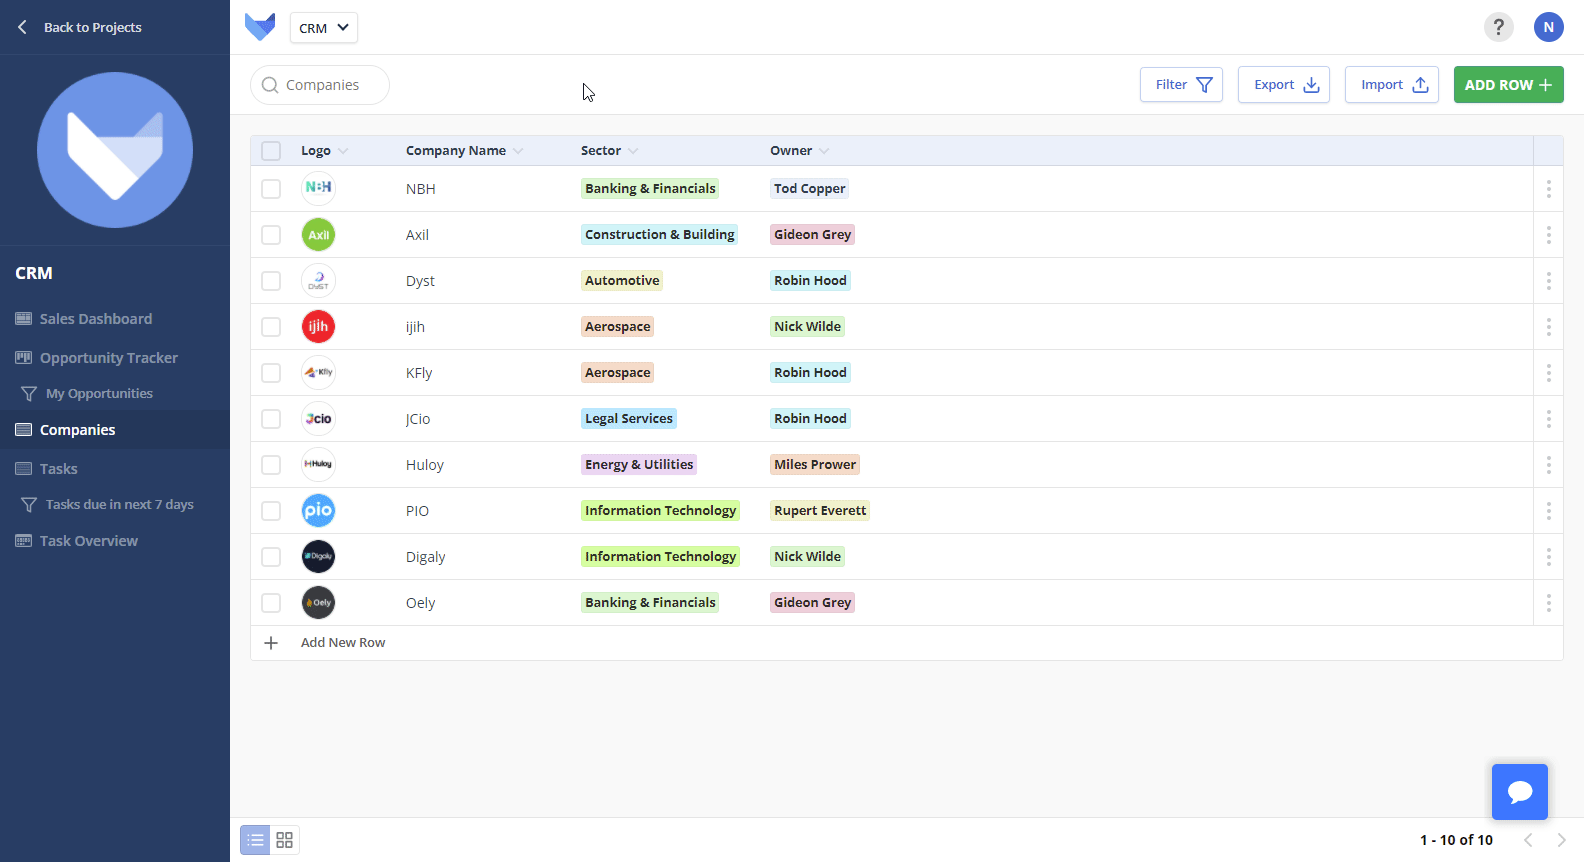 Back to Projects
CRM
?
N
Companies
Filter
Export
Import
ADD ROW
CRM
Sales Dashboard
Opportunity Tracker
My Opportunities
Companies
Tasks
Tasks due in next 7 days
Task Overview
Logo Company Name Sector Owner
NBH NBH Banking & Financials Tod Copper
Axil Axil Construction & Building Gideon Grey
DYST Dyst Automotive Robin Hood
ijih ijih Aerospace Nick Wilde
Kfly KFly Aerospace Robin Hood
Jcio JCio Legal Services Robin Hood
Huloy Huloy Energy & Utilities Miles Prower
pio PIO Information Technology Rupert Everett
Digaly Digaly Information Technology Nick Wilde
Oely Oely Banking & Financials Gideon Grey
Add New Row
1 - 10 of 10